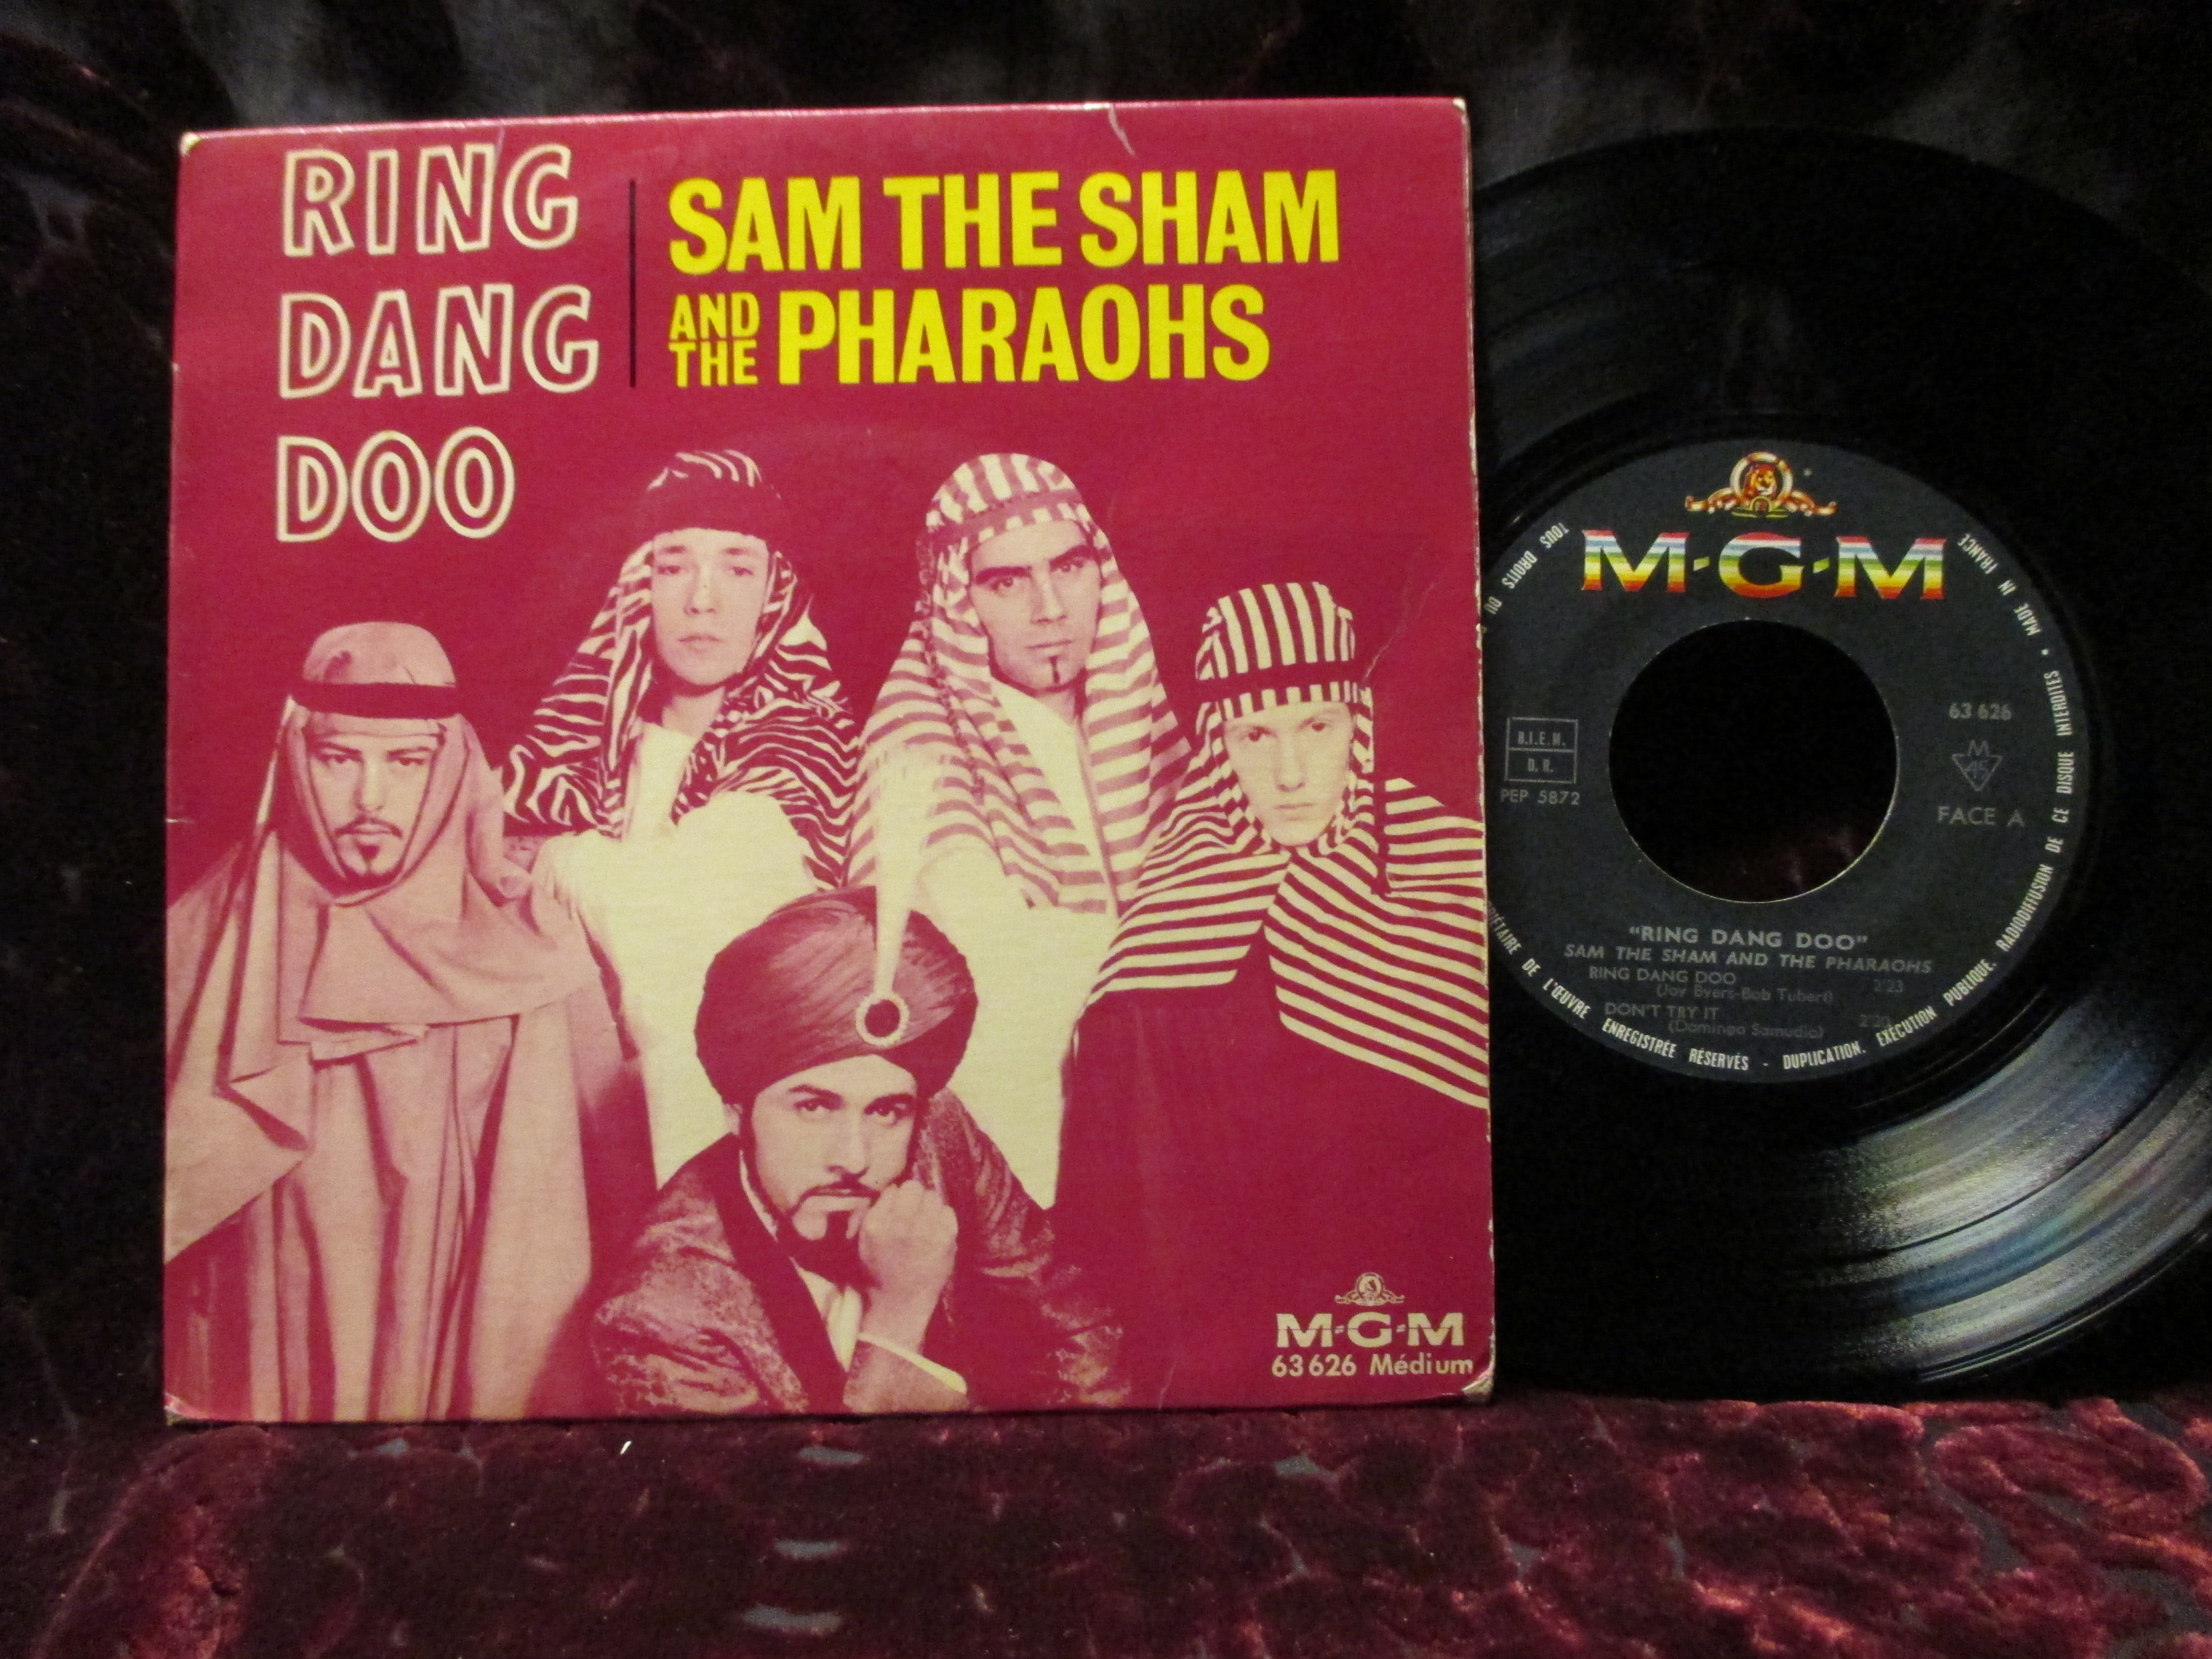 RING
DANG
DOO
SAM THE SHAM
AND THE PHARAOHS
M-G-M
63 626 Médium
M-G-M
TOUS DROITS DU
B.I.E.M.
D. R.
PEP 5872
63 626
M
45
FACE A
"RING DANG DOO"
SAM THE SHAM AND THE PHARAOHS
RING DANG DOO 2'23
(Joy Byers-Bob Tubert)
DON'T TRY IT
(Domingo Samudio)
DE L'ŒUVRE ENREGISTRÉE RÉSERVÉS - DUPLICATION, EXÉCUTION PUBLIQUE, RADIODIFFUSION DE CE DISQUE INTERDITES • MADE IN FRANCE